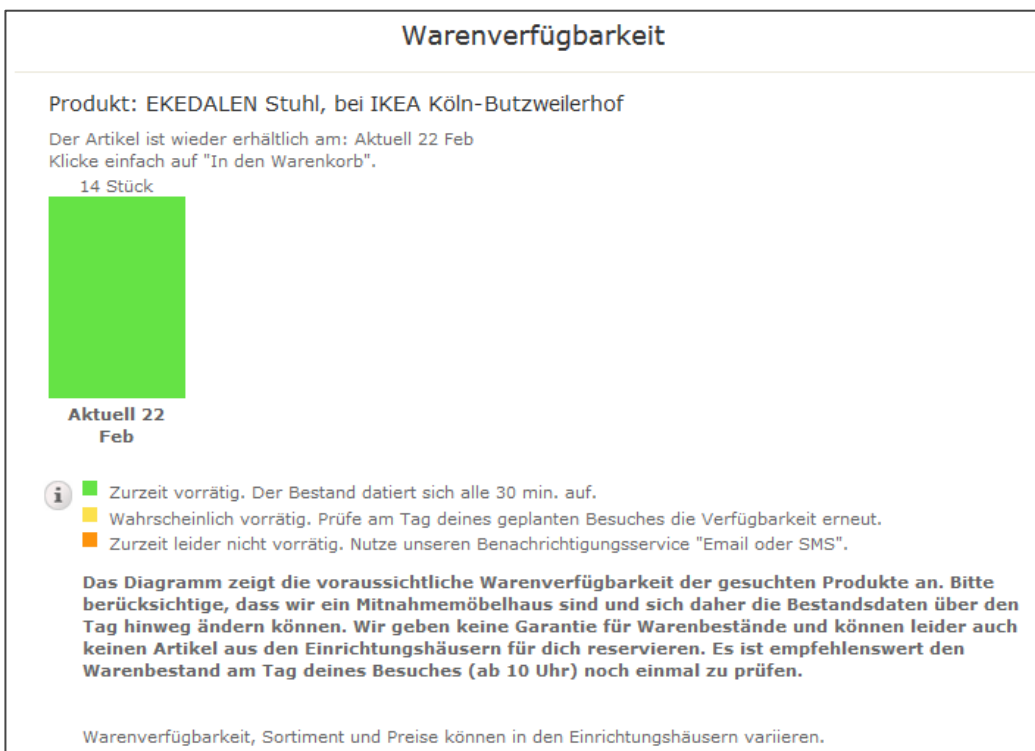 Warenverfügbarkeit
Produkt: EKEDALEN Stuhl, bei IKEA Köln-Butzweilerhof
Der Artikel ist wieder erhältlich am: Aktuell 22 Feb
Klicke einfach auf "In den Warenkorb".
14 Stück
Aktuell 22
Feb
i
Zurzeit vorrätig. Der Bestand datiert sich alle 30 min. auf.
Wahrscheinlich vorrätig. Prüfe am Tag deines geplanten Besuches die Verfügbarkeit erneut.
Zurzeit leider nicht vorrätig. Nutze unseren Benachrichtigungsservice "Email oder SMS".
Das Diagramm zeigt die voraussichtliche Warenverfügbarkeit der gesuchten Produkte an. Bitte
berücksichtige, dass wir ein Mitnahmemöbelhaus sind und sich daher die Bestandsdaten über den
Tag hinweg ändern können. Wir geben keine Garantie für Warenbestände und können leider auch
keinen Artikel aus den Einrichtungshäusern für dich reservieren. Es ist empfehlenswert den
Warenbestand am Tag deines Besuches (ab 10 Uhr) noch einmal zu prüfen.
Warenverfügbarkeit, Sortiment und Preise können in den Einrichtungshäusern variieren.